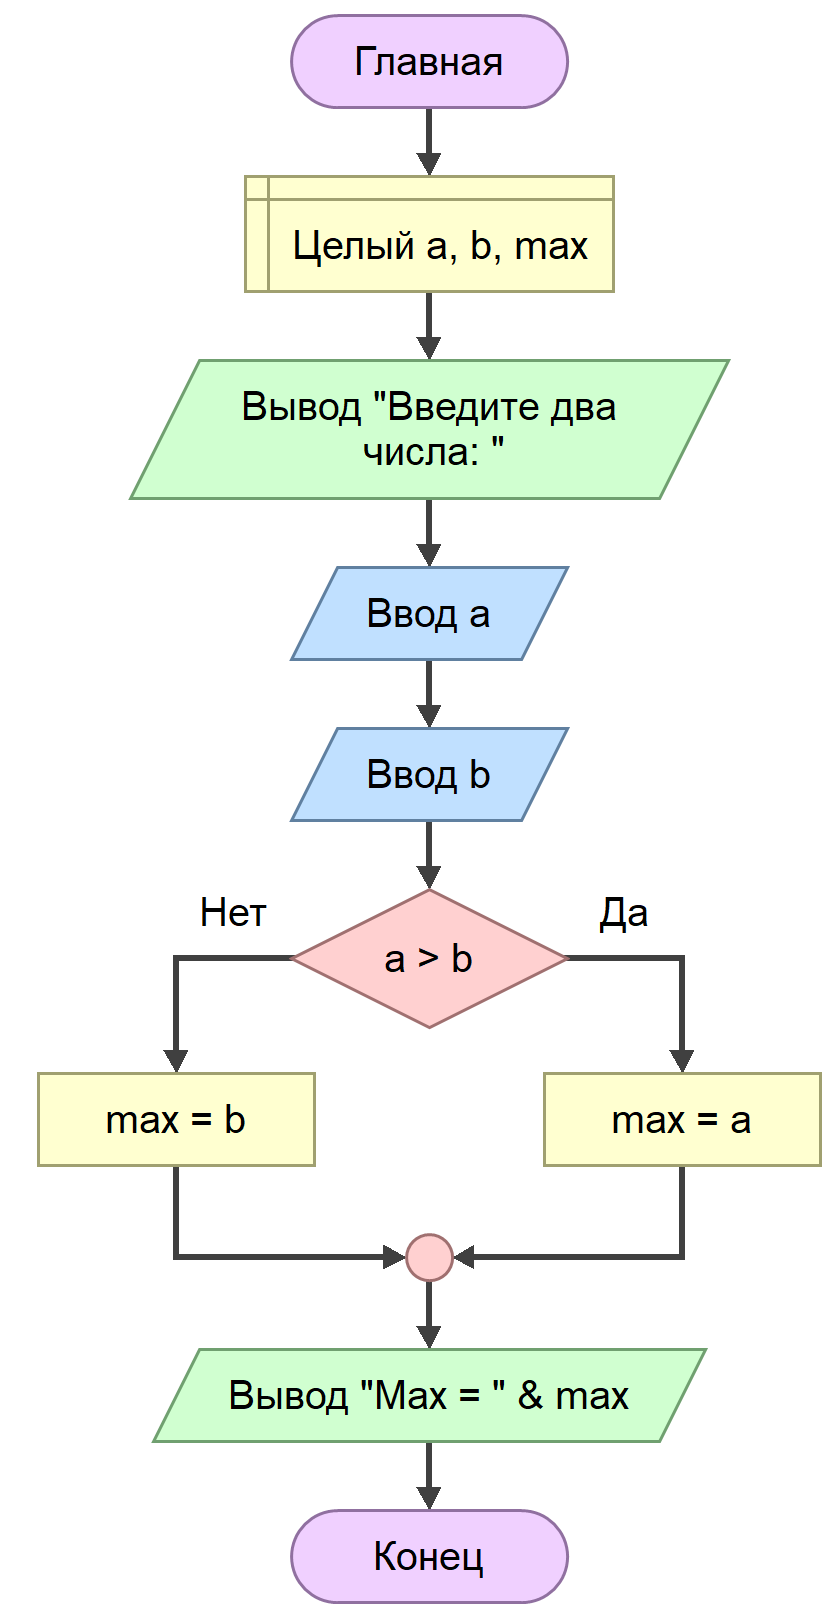 Главная
Целый a, b, max
Вывод "Введите два
числа: "
Ввод a
Ввод b
Нет
Да
a > b
max = b
max = a
Вывод "Max = " & max
Конец